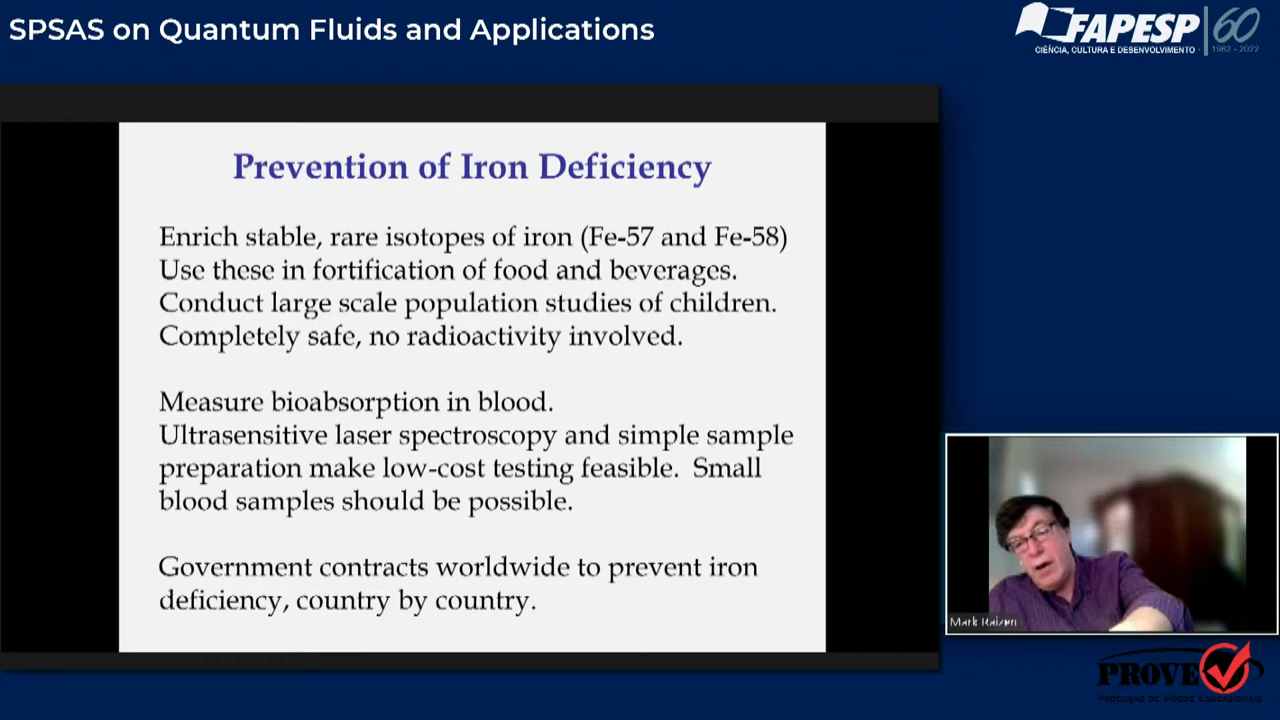 SPSAS on Quantum Fluids and Applications
FAPESP 60
CIÊNCIA, CULTURA E DESENVOLVIMENTO
1962 - 2022
Prevention of Iron Deficiency
Enrich stable, rare isotopes of iron (Fe-57 and Fe-58)
Use these in fortification of food and beverages.
Conduct large scale population studies of children.
Completely safe, no radioactivity involved.
Measure bioabsorption in blood.
Ultrasensitive laser spectroscopy and simple sample
preparation make low-cost testing feasible. Small
blood samples should be possible.
Government contracts worldwide to prevent iron
deficiency, country by country.
Mark Raizen
PROVE
PRODUÇÃO DE VÍDEOS EDUCACIONAIS